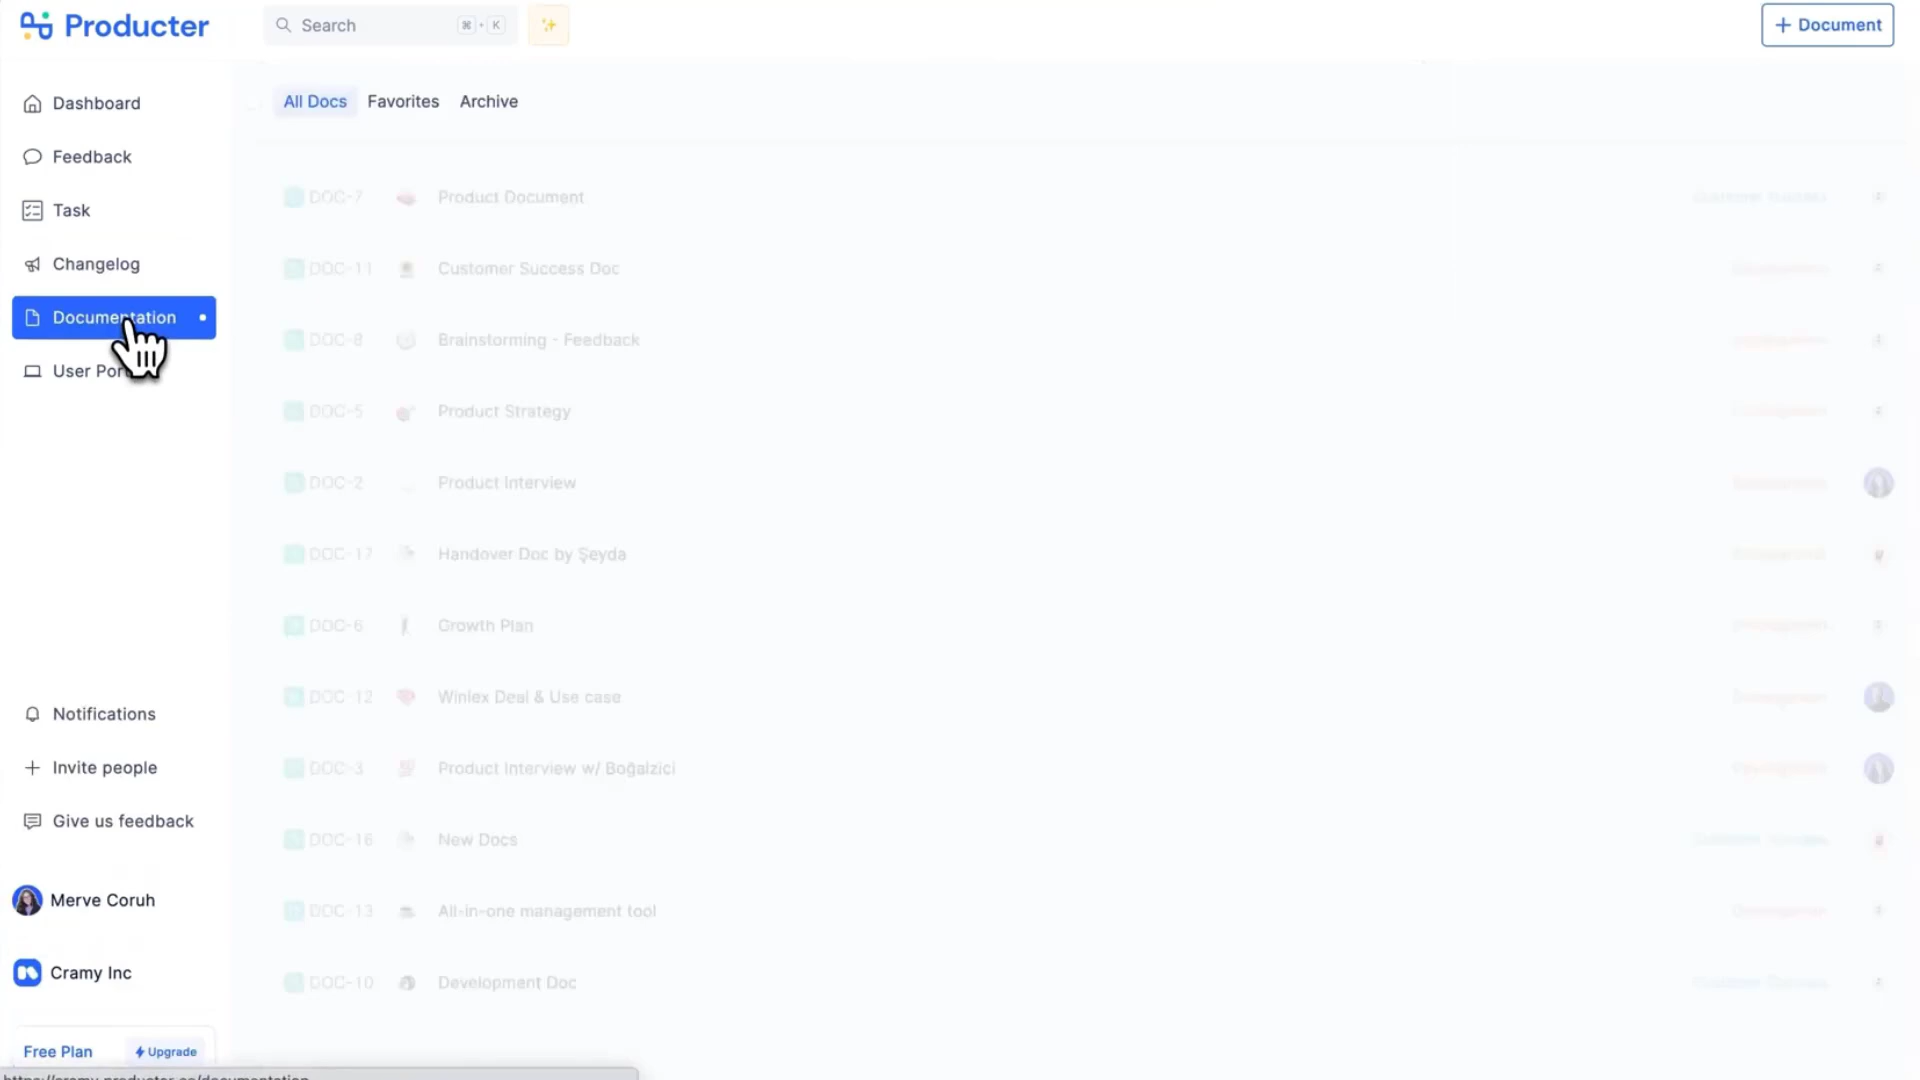 Producter
Search
⌘ + K
+ Document
Dashboard
Feedback
Task
Changelog
Documentation
User Por
All Docs
Favorites
Archive
DOC-7 Product Document
DOC-11 Customer Success Doc
DOC-8 Brainstorming - Feedback
DOC-5 Product Strategy
DOC-2 Product Interview
DOC-17 Handover Doc by Şeyda
DOC-6 Growth Plan
DOC-12 Winlex Deal & Use case
DOC-3 Product Interview w/ Boğalzici
DOC-16 New Docs
DOC-13 All-in-one management tool
DOC-10 Development Doc
Notifications
Invite people
Give us feedback
Merve Coruh
Cramy Inc
Free Plan
Upgrade